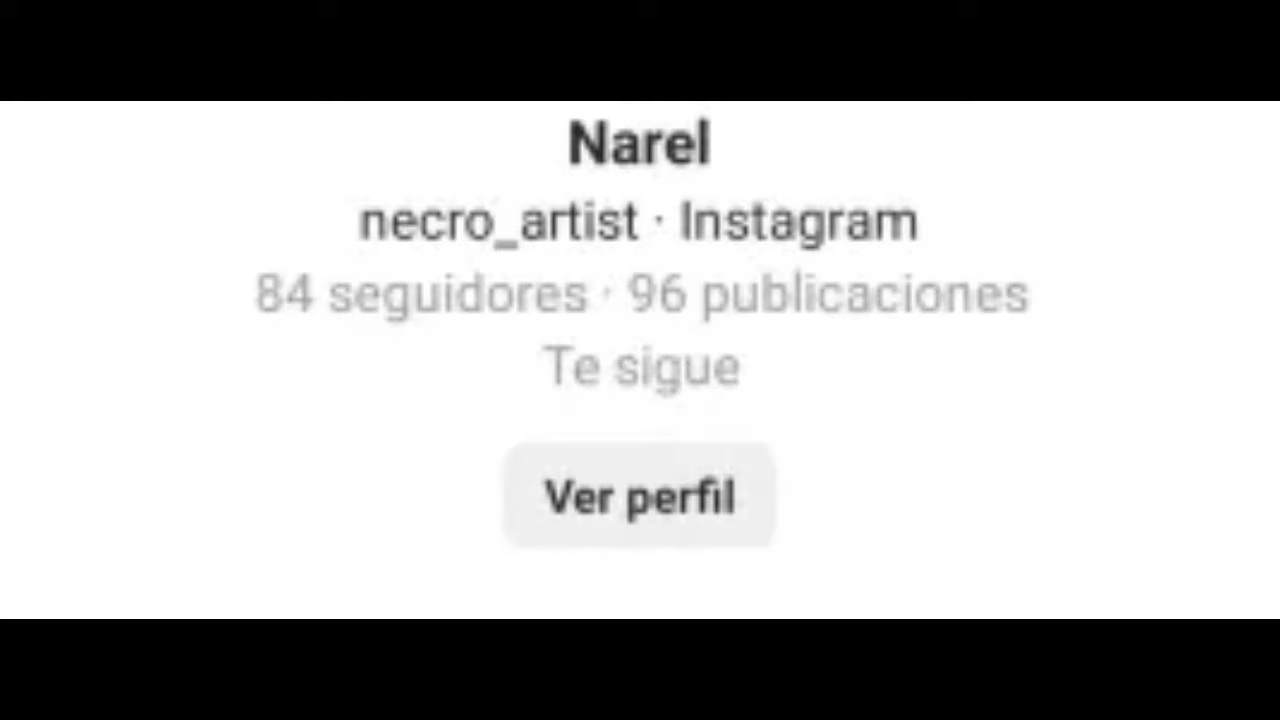 Narel
necro_artist · Instagram
84 seguidores · 96 publicaciones
Te sigue
Ver perfil